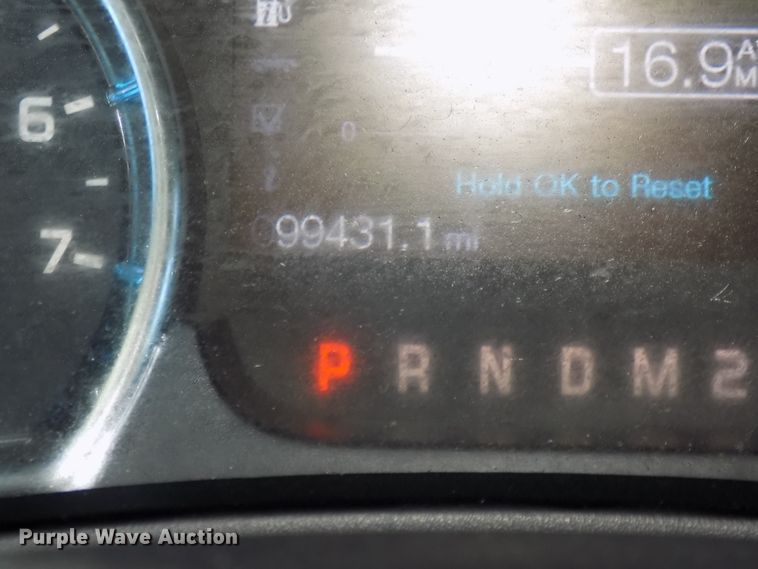 16.9
6
0
Hold OK to Reset
99431.1 mi
7
P R N D M 2
Purple Wave Auction